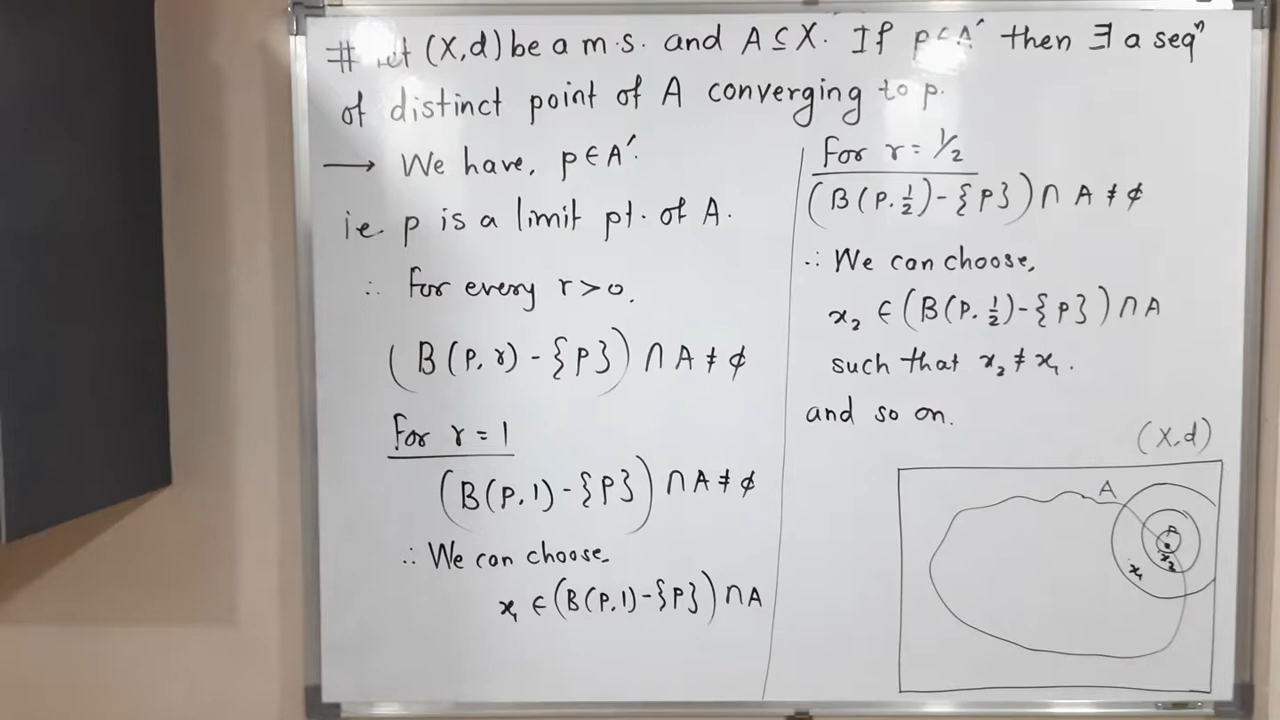 # Let (X,d) be a m.s. and A ⊆ X. If p ∈ A′ then ∃ a seqⁿ
of distinct point of A converging to p.
⟶ We have, p ∈ A′.
ie. p is a limit pt. of A.
∴ for every r > 0,
(B(p, r) - {p}) ∩ A ≠ ϕ
For r = 1
(B(p, 1) - {p}) ∩ A ≠ ϕ
∴ We can choose
x₁ ∈ (B(p, 1) - {p}) ∩ A
For r = 1/2
(B(p, 1/2) - {p}) ∩ A ≠ ϕ
∴ We can choose,
x₂ ∈ (B(p, 1/2) - {p}) ∩ A
such that x₂ ≠ x₁.
and so on.
(X,d)
A
p
x₁
x₂